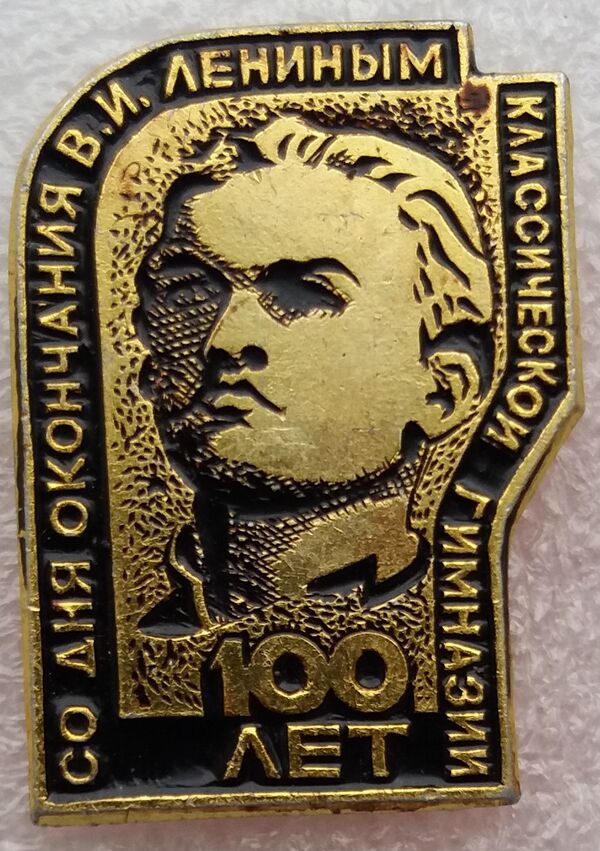 100
ЛЕТ
СО ДНЯ ОКОНЧАНИЯ В.И. ЛЕНИНЫМ
КЛАССИЧЕСКОЙ ГИМНАЗИИ